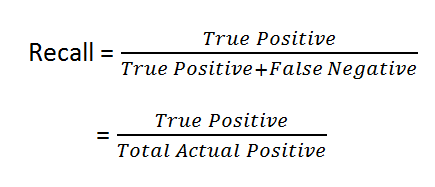 Recall = True Positive
True Positive+False Negative
= True Positive
Total Actual Positive